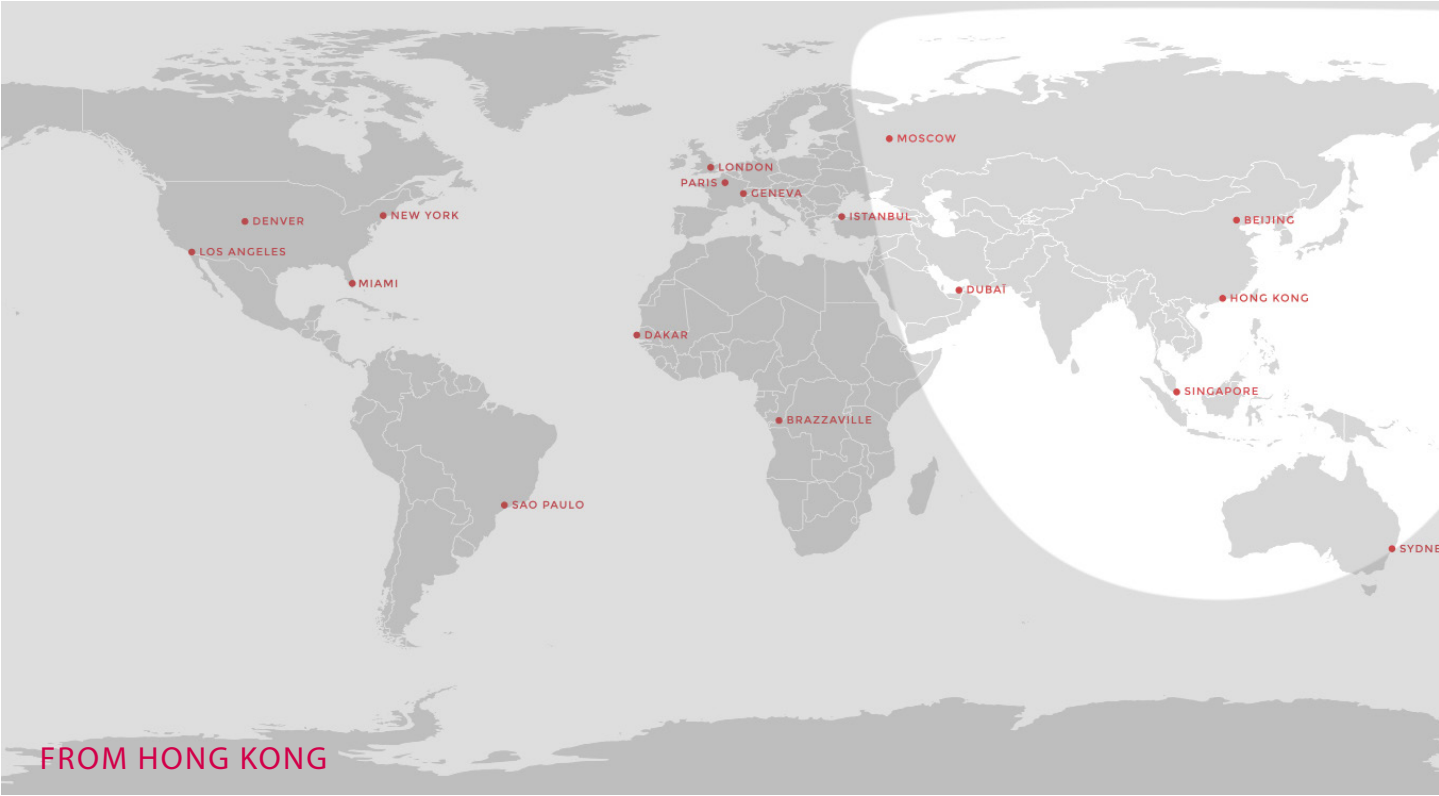 MOSCOW
LONDON
PARIS
GENEVA
DENVER
NEW YORK
ISTANBUL
BEIJING
LOS ANGELES
MIAMI
DUBAÏ
HONG KONG
DAKAR
SINGAPORE
BRAZZAVILLE
SAO PAULO
SYDNE
FROM HONG KONG